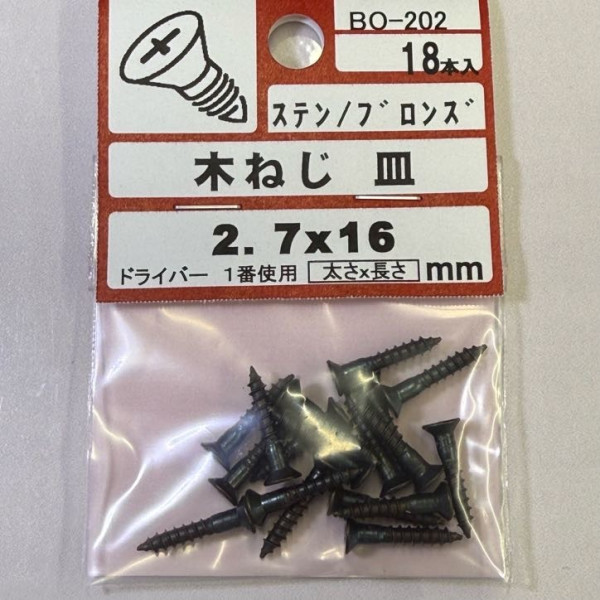 BO-202
18本入
ステン/ブロンズ
木ねじ 皿
2.7x16
ドライバー 1番使用 太さx長さ mm